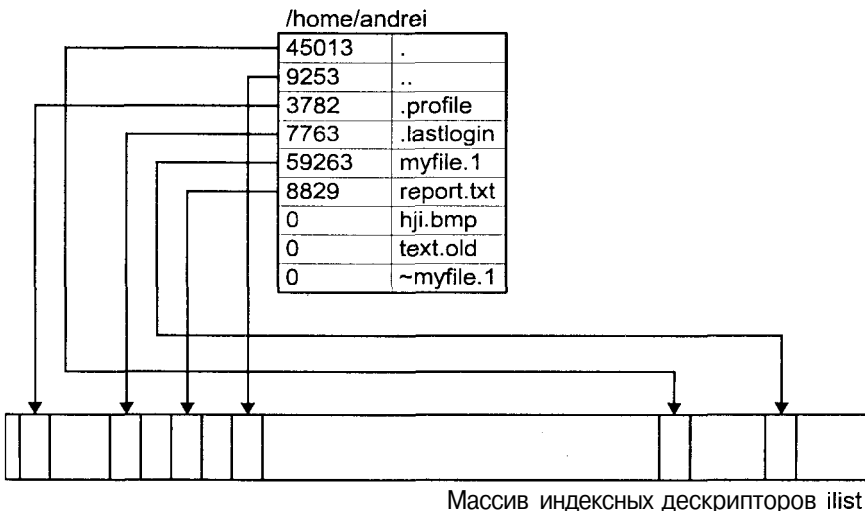 /home/andrei
45013 .
9253 ..
3782 .profile
7763 .lastlogin
59263 myfile.1
8829 report.txt
0 hji.bmp
0 text.old
0 ~myfile.1
Массив индексных дескрипторов ilist